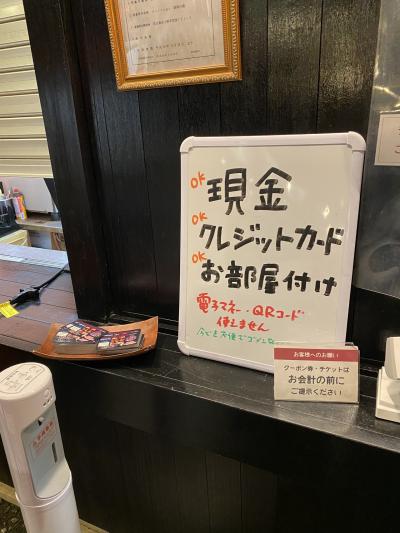 OK 現金
OK クレジットカード
OK お部屋付け
電子マネー・QRコード
使えません
お客様へのお願い
クーポン券・チケットは
お会計の前に
ご提示ください